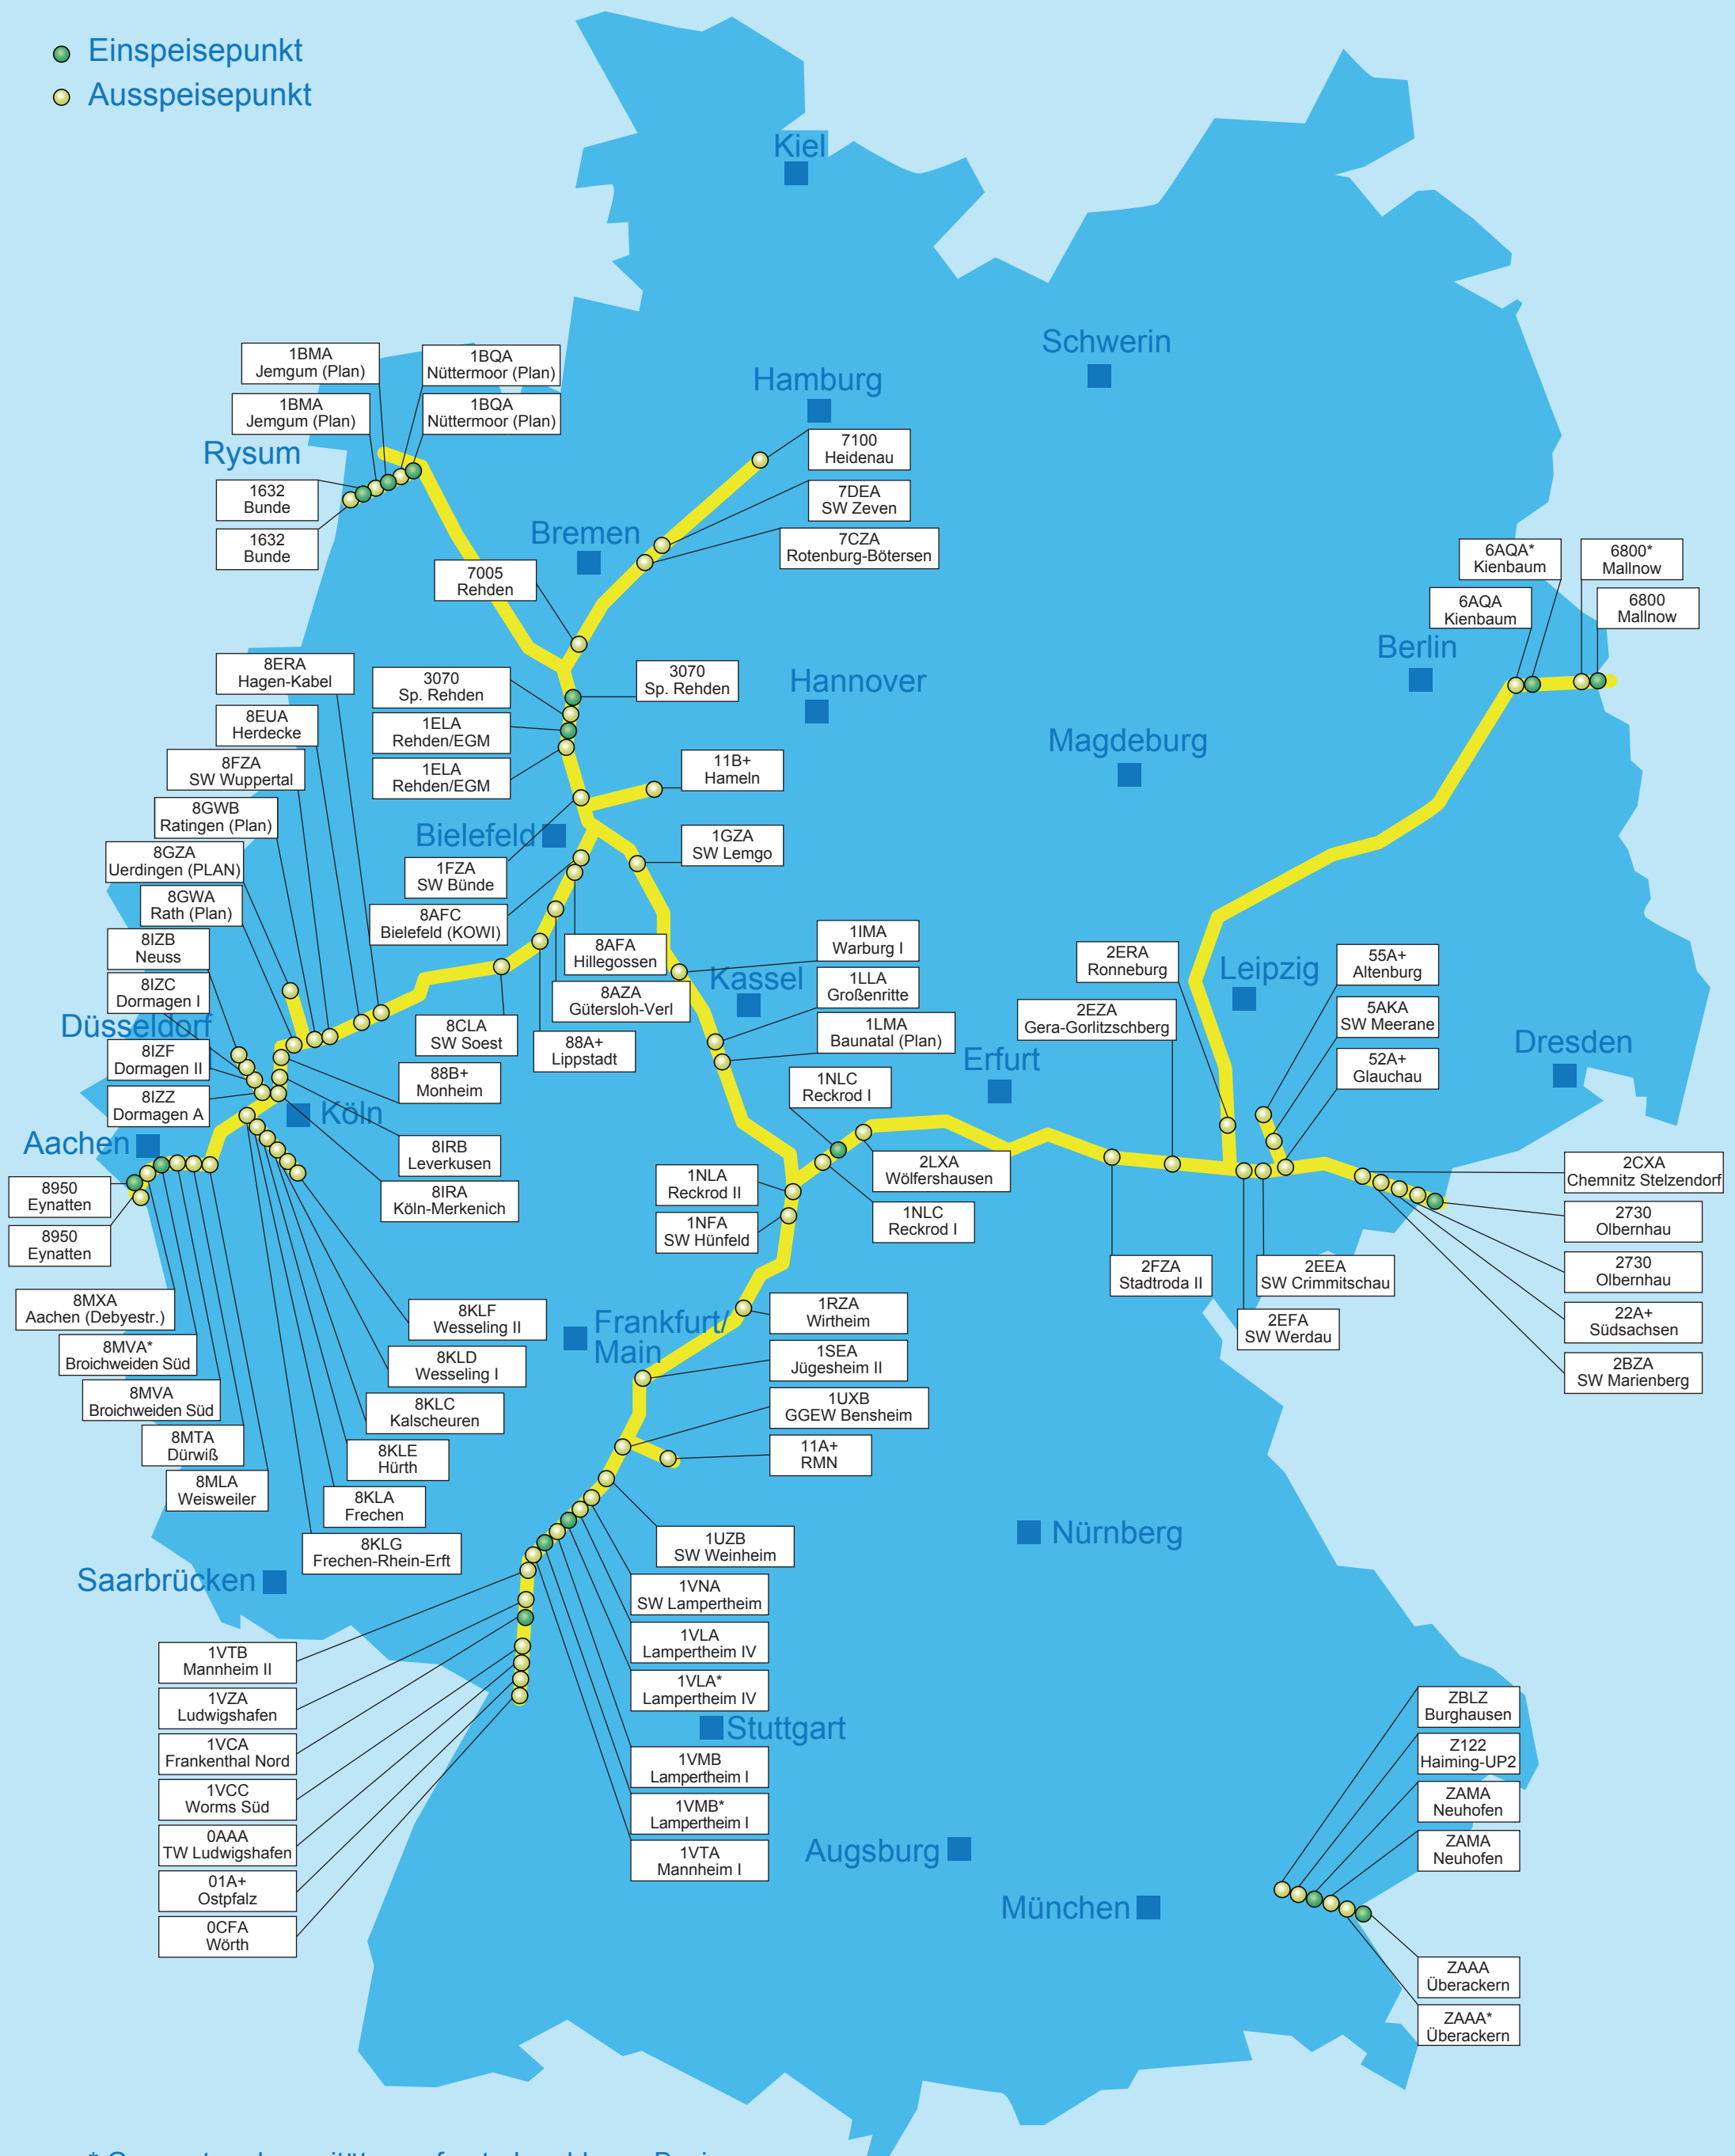 Einspeisepunkt
Ausspeisepunkt
Kiel
Schwerin
Hamburg
1BMA
Jemgum (Plan)
1BQA
Nüttermoor (Plan)
1BMA
Jemgum (Plan)
1BQA
Nüttermoor (Plan)
Rysum
1632
Bunde
1632
Bunde
7100
Heidenau
7DEA
SW Zeven
7CZA
Rotenburg-Bötersen
Bremen
7005
Rehden
6AQA*
Kienbaum
6800*
Mallnow
6AQA
Kienbaum
6800
Mallnow
Berlin
Hannover
Magdeburg
8ERA
Hagen-Kabel
3070
Sp. Rehden
3070
Sp. Rehden
8EUA
Herdecke
1ELA
Rehden/EGM
8FZA
SW Wuppertal
1ELA
Rehden/EGM
11B+
Hameln
8GWB
Ratingen (Plan)
Bielefeld
1GZA
SW Lemgo
8GZA
Uerdingen (PLAN)
1FZA
SW Bünde
8GWA
Rath (Plan)
8AFC
Bielefeld (KOWI)
8IZB
Neuss
8AFA
Hillegossen
1IMA
Warburg I
8IZC
Dormagen I
8AZA
Gütersloh-Verl
Kassel
1LLA
Großenritte
2ERA
Ronneburg
Leipzig
55A+
Altenburg
Düsseldorf
8CLA
SW Soest
88A+
Lippstadt
1LMA
Baunatal (Plan)
2EZA
Gera-Gorlitzschberg
5AKA
SW Meerane
Dresden
8IZF
Dormagen II
88B+
Monheim
1NLC
Reckrod I
Erfurt
52A+
Glauchau
8IZZ
Dormagen A
Köln
Aachen
8IRB
Leverkusen
8950
Eynatten
8IRA
Köln-Merkenich
1NLA
Reckrod II
2LXA
Wölfershausen
2CXA
Chemnitz Stelzendorf
8950
Eynatten
1NFA
SW Hünfeld
1NLC
Reckrod I
2730
Olbernhau
2FZA
Stadtroda II
2EEA
SW Crimmitschau
2730
Olbernhau
8MXA
Aachen (Debyestr.)
8KLF
Wesseling II
Frankfurt/
Main
1RZA
Wirtheim
2EFA
SW Werdau
22A+
Südsachsen
8MVA*
Broichweiden Süd
8KLD
Wesseling I
1SEA
Jügesheim II
2BZA
SW Marienberg
8MVA
Broichweiden Süd
8KLC
Kalscheuren
1UXB
GGEW Bensheim
8MTA
Dürwiß
8KLE
Hürth
11A+
RMN
8MLA
Weisweiler
8KLA
Frechen
8KLG
Frechen-Rhein-Erft
1UZB
SW Weinheim
Nürnberg
Saarbrücken
1VNA
SW Lampertheim
1VTB
Mannheim II
1VLA
Lampertheim IV
1VZA
Ludwigshafen
1VLA*
Lampertheim IV
1VCA
Frankenthal Nord
Stuttgart
1VCC
Worms Süd
1VMB
Lampertheim I
0AAA
TW Ludwigshafen
1VMB*
Lampertheim I
01A+
Ostpfalz
1VTA
Mannheim I
0CFA
Wörth
ZBLZ
Burghausen
Z122
Haiming-UP2
ZAMA
Neuhofen
ZAMA
Neuhofen
Augsburg
München
ZAAA
Überackern
ZAAA*
Überackern